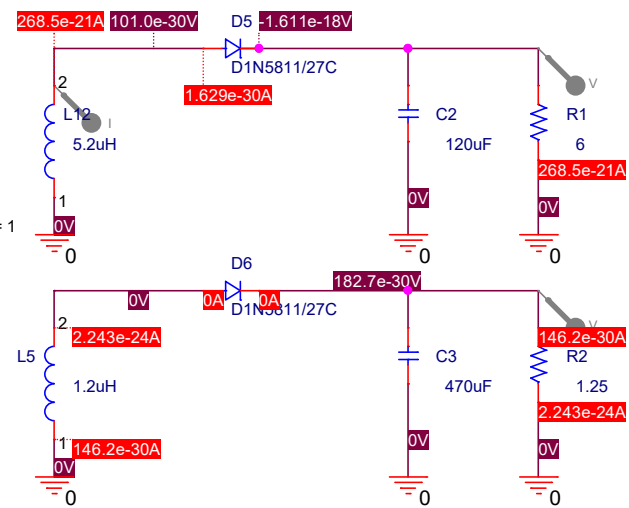 268.5e-21A 101.0e-30V D5 -1.611e-18V
D1N5811/27C
V
2
1.629e-30A
L12 I
C2 R1
5.2uH 120uF 6
268.5e-21A
1
0V 0V
0V
= 1
0 0 0
D6
182.7e-30V
0V 0A 0A
D1N5811/27C
V
2
2.243e-24A 146.2e-30A
L5 C3 R2
1.2uH 470uF 1.25
2.243e-24A
1 146.2e-30A
0V 0V 0V
0 0 0